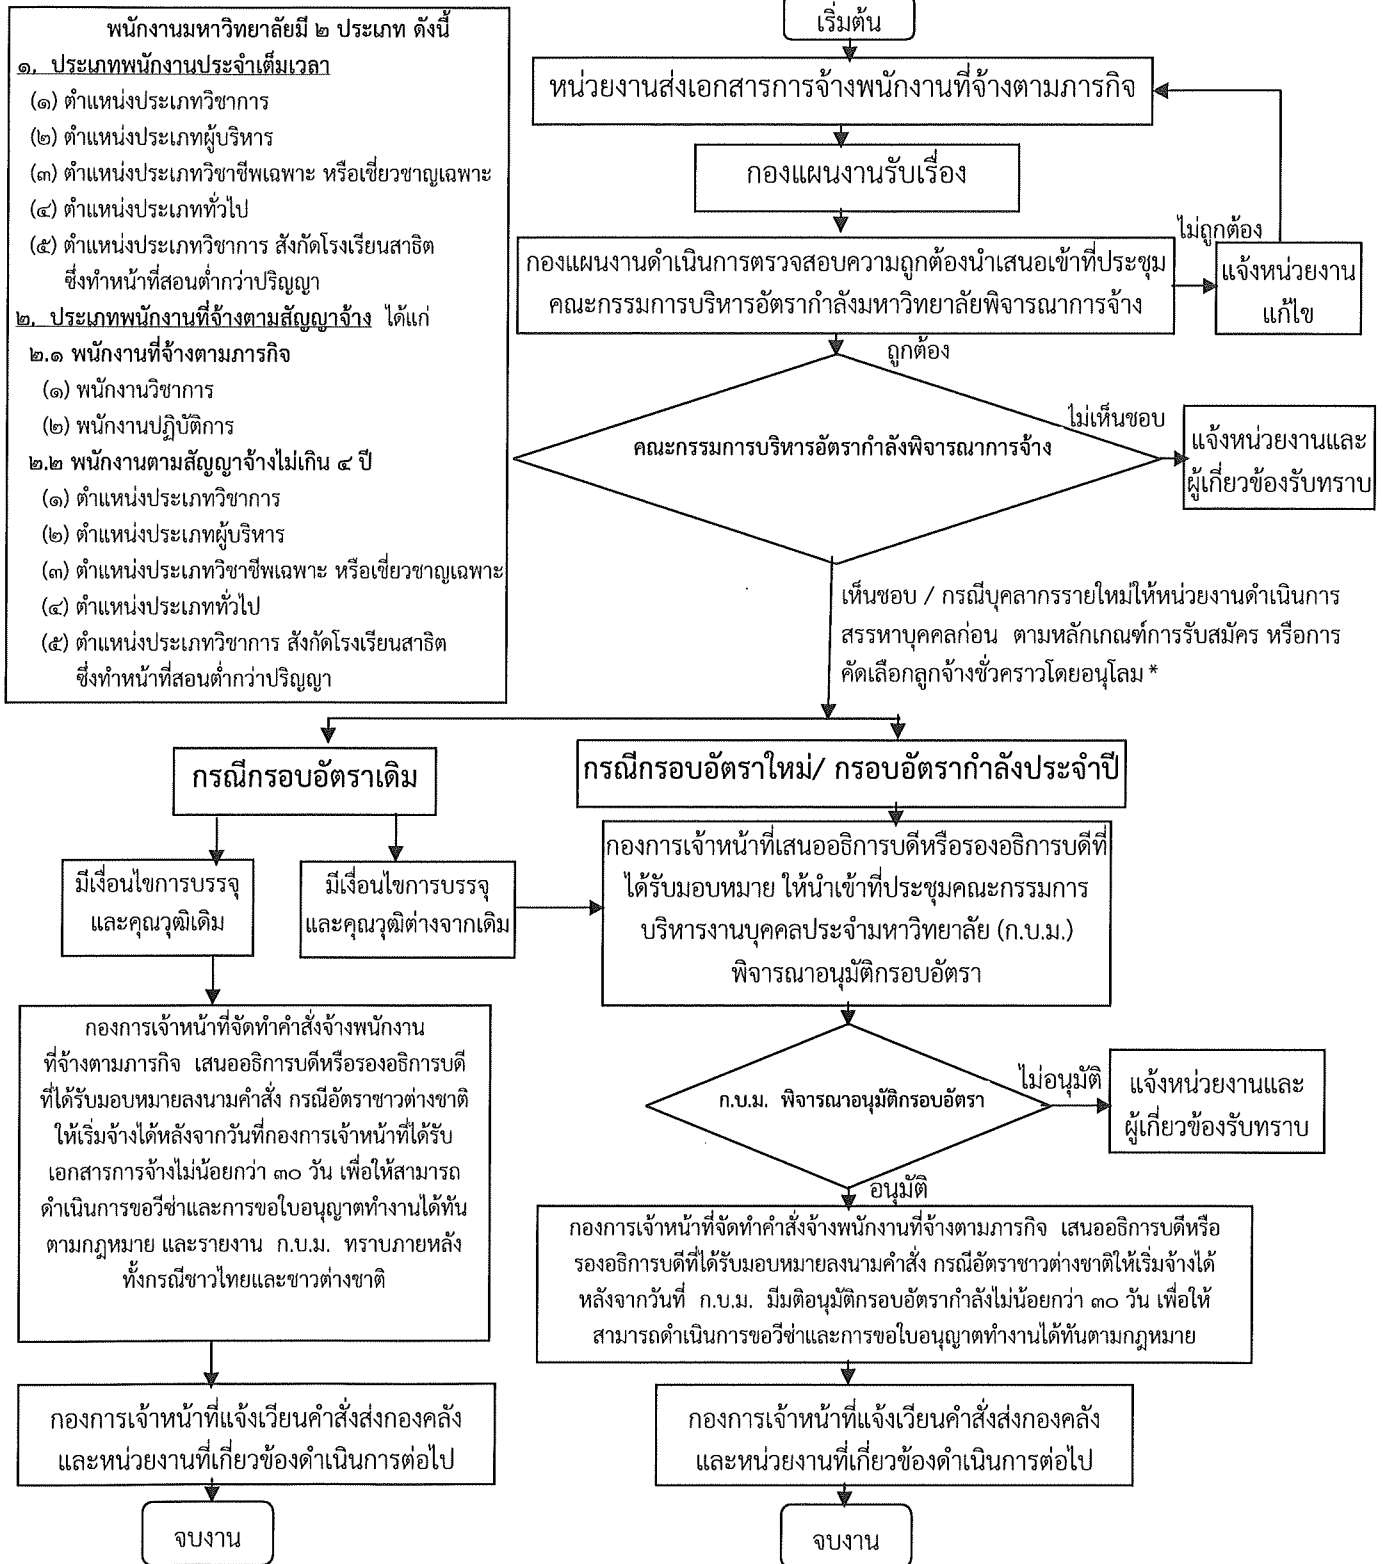 พนักงานมหาวิทยาลัยมี ๒ ประเภท ดังนี้
๑. ประเภทพนักงานประจำเต็มเวลา
(๑) ตำแหน่งประเภทวิชาการ
(๒) ตำแหน่งประเภทผู้บริหาร
(๓) ตำแหน่งประเภทวิชาชีพเฉพาะ หรือเชี่ยวชาญเฉพาะ
(๔) ตำแหน่งประเภททั่วไป
(๕) ตำแหน่งประเภทวิชาการ สังกัดโรงเรียนสาธิต
ซึ่งทำหน้าที่สอนต่ำกว่าปริญญา
๒. ประเภทพนักงานที่จ้างตามสัญญาจ้าง ได้แก่
๒.๑ พนักงานที่จ้างตามภารกิจ
(๑) พนักงานวิชาการ
(๒) พนักงานปฏิบัติการ
๒.๒ พนักงานตามสัญญาจ้างไม่เกิน ๔ ปี
(๑) ตำแหน่งประเภทวิชาการ
(๒) ตำแหน่งประเภทผู้บริหาร
(๓) ตำแหน่งประเภทวิชาชีพเฉพาะ หรือเชี่ยวชาญเฉพาะ
(๔) ตำแหน่งประเภททั่วไป
(๕) ตำแหน่งประเภทวิชาการ สังกัดโรงเรียนสาธิต
ซึ่งทำหน้าที่สอนต่ำกว่าปริญญา
เริ่มต้น
หน่วยงานส่งเอกสารการจ้างพนักงานที่จ้างตามภารกิจ
กองแผนงานรับเรื่อง
กองแผนงานดำเนินการตรวจสอบความถูกต้องนำเสนอเข้าที่ประชุม
คณะกรรมการบริหารอัตรากำลังมหาวิทยาลัยพิจารณาการจ้าง
ไม่ถูกต้อง
แจ้งหน่วยงาน
แก้ไข
ถูกต้อง
คณะกรรมการบริหารอัตรากำลังพิจารณาการจ้าง
ไม่เห็นชอบ
แจ้งหน่วยงานและ
ผู้เกี่ยวข้องรับทราบ
เห็นชอบ / กรณีบุคลากรรายใหม่ให้หน่วยงานดำเนินการ
สรรหาบุคคลก่อน ตามหลักเกณฑ์การรับสมัคร หรือการ
คัดเลือกลูกจ้างชั่วคราวโดยอนุโลม *
กรณีกรอบอัตราเดิม
กรณีกรอบอัตราใหม่/ กรอบอัตรากำลังประจำปี
มีเงื่อนไขการบรรจุ
และคุณวุฒิเดิม
มีเงื่อนไขการบรรจุ
และคุณวุฒิต่างจากเดิม
กองการเจ้าหน้าที่เสนออธิการบดีหรือรองอธิการบดีที่
ได้รับมอบหมาย ให้นำเข้าที่ประชุมคณะกรรมการ
บริหารงานบุคคลประจำมหาวิทยาลัย (ก.บ.ม.)
พิจารณาอนุมัติกรอบอัตรา
กองการเจ้าหน้าที่จัดทำคำสั่งจ้างพนักงาน
ที่จ้างตามภารกิจ เสนออธิการบดีหรือรองอธิการบดี
ที่ได้รับมอบหมายลงนามคำสั่ง กรณีอัตราชาวต่างชาติ
ให้เริ่มจ้างได้หลังจากวันที่กองการเจ้าหน้าที่ได้รับ
เอกสารการจ้างไม่น้อยกว่า ๓๐ วัน เพื่อให้สามารถ
ดำเนินการขอวีซ่าและการขอใบอนุญาตทำงานได้ทัน
ตามกฎหมาย และรายงาน ก.บ.ม. ทราบภายหลัง
ทั้งกรณีชาวไทยและชาวต่างชาติ
ก.บ.ม. พิจารณาอนุมัติกรอบอัตรา
ไม่อนุมัติ
แจ้งหน่วยงานและ
ผู้เกี่ยวข้องรับทราบ
อนุมัติ
กองการเจ้าหน้าที่จัดทำคำสั่งจ้างพนักงานที่จ้างตามภารกิจ เสนออธิการบดีหรือ
รองอธิการบดีที่ได้รับมอบหมายลงนามคำสั่ง กรณีอัตราชาวต่างชาติให้เริ่มจ้างได้
หลังจากวันที่ ก.บ.ม. มีมติอนุมัติกรอบอัตรากำลังไม่น้อยกว่า ๓๐ วัน เพื่อให้
สามารถดำเนินการขอวีซ่าและการขอใบอนุญาตทำงานได้ทันตามกฎหมาย
กองการเจ้าหน้าที่แจ้งเวียนคำสั่งส่งกองคลัง
และหน่วยงานที่เกี่ยวข้องดำเนินการต่อไป
จบงาน
กองการเจ้าหน้าที่แจ้งเวียนคำสั่งส่งกองคลัง
และหน่วยงานที่เกี่ยวข้องดำเนินการต่อไป
จบงาน